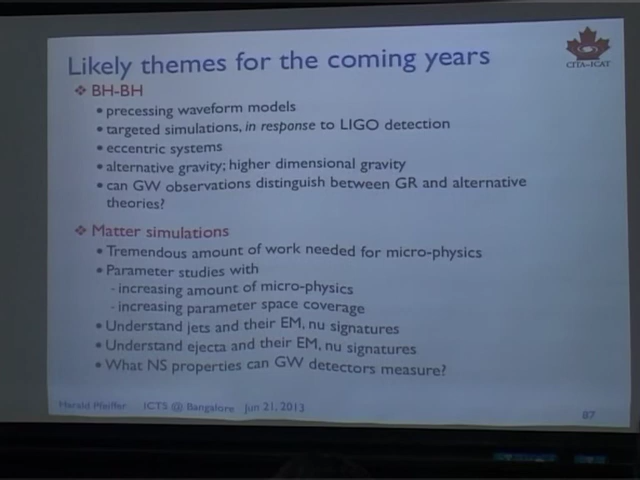 Likely themes for the coming years
CITA-ICAT
❖ BH-BH
• precessing waveform models
• targeted simulations, in response to LIGO detection
• eccentric systems
• alternative gravity; higher dimensional gravity
• can GW observations distinguish between GR and alternative
theories?
❖ Matter simulations
• Tremendous amount of work needed for micro-physics
• Parameter studies with
- increasing amount of micro-physics
- increasing parameter space coverage
• Understand jets and their EM, nu signatures
• Understand ejecta and their EM, nu signatures
• What NS properties can GW detectors measure?
Harald Pfeiffer ICTS @ Bangalore Jun 21, 2013
87